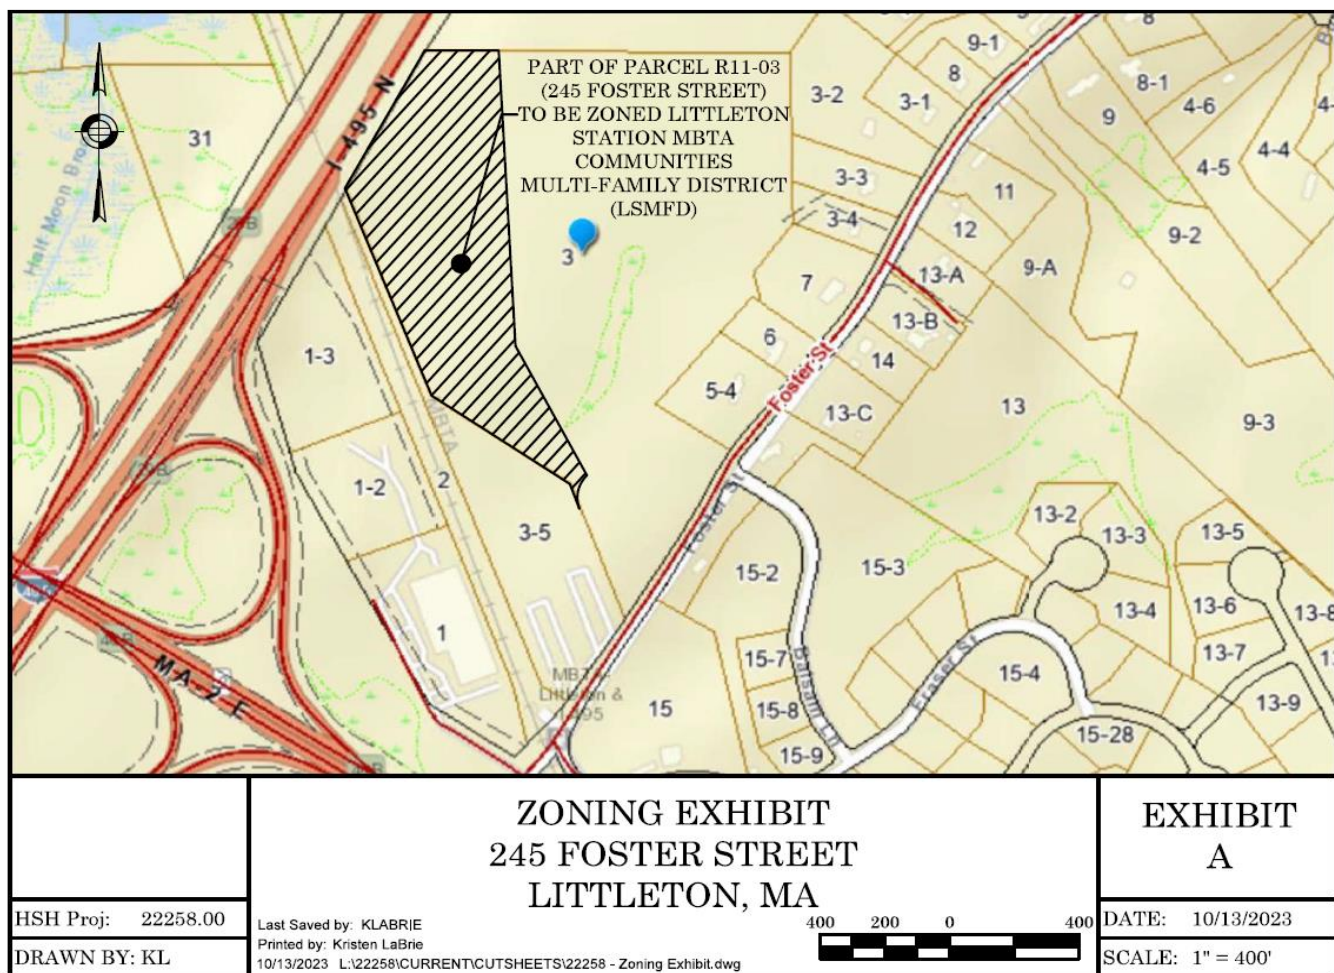 PART OF PARCEL R11-03
(245 FOSTER STREET)
TO BE ZONED LITTLETON
STATION MBTA
COMMUNITIES
MULTI-FAMILY DISTRICT
(LSMFD)
I-495 N
Half Moon Bro
31
3
1-3
1-2
MBTA
2
3-5
1
MBTA-
Littleton &
I-495
MA-2 E
3-2
3-1
8
9-1
8
3-3
3-4
7
6
5-4
11
12
13-A
13-B
14
13-C
Foster St
Foster St
9
8-1
4-6
4-5
4-4
9-2
9-A
13
9-3
13-2
13-3
13-5
13-4
13-6
13-8
13-7
13-9
15-2
15-3
15-7
15-8
15-9
15
15-4
15-28
Balsam Ln
Fraser St
ZONING EXHIBIT
245 FOSTER STREET
LITTLETON, MA
EXHIBIT
A
HSH Proj: 22258.00
DRAWN BY: KL
Last Saved by: KLABRIE
Printed by: Kristen LaBrie
10/13/2023 L:\22258\CURRENT\CUTSHEETS\22258 - Zoning Exhibit.dwg
400 200 0 400
DATE: 10/13/2023
SCALE: 1" = 400'